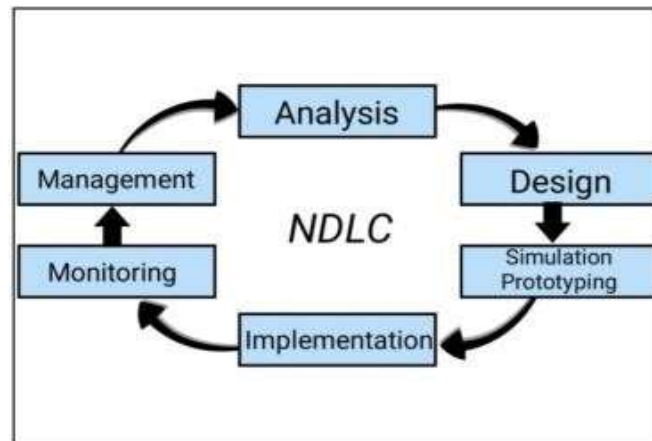 Analysis
Management
Design
NDLC
Monitoring
Simulation
Prototyping
Implementation